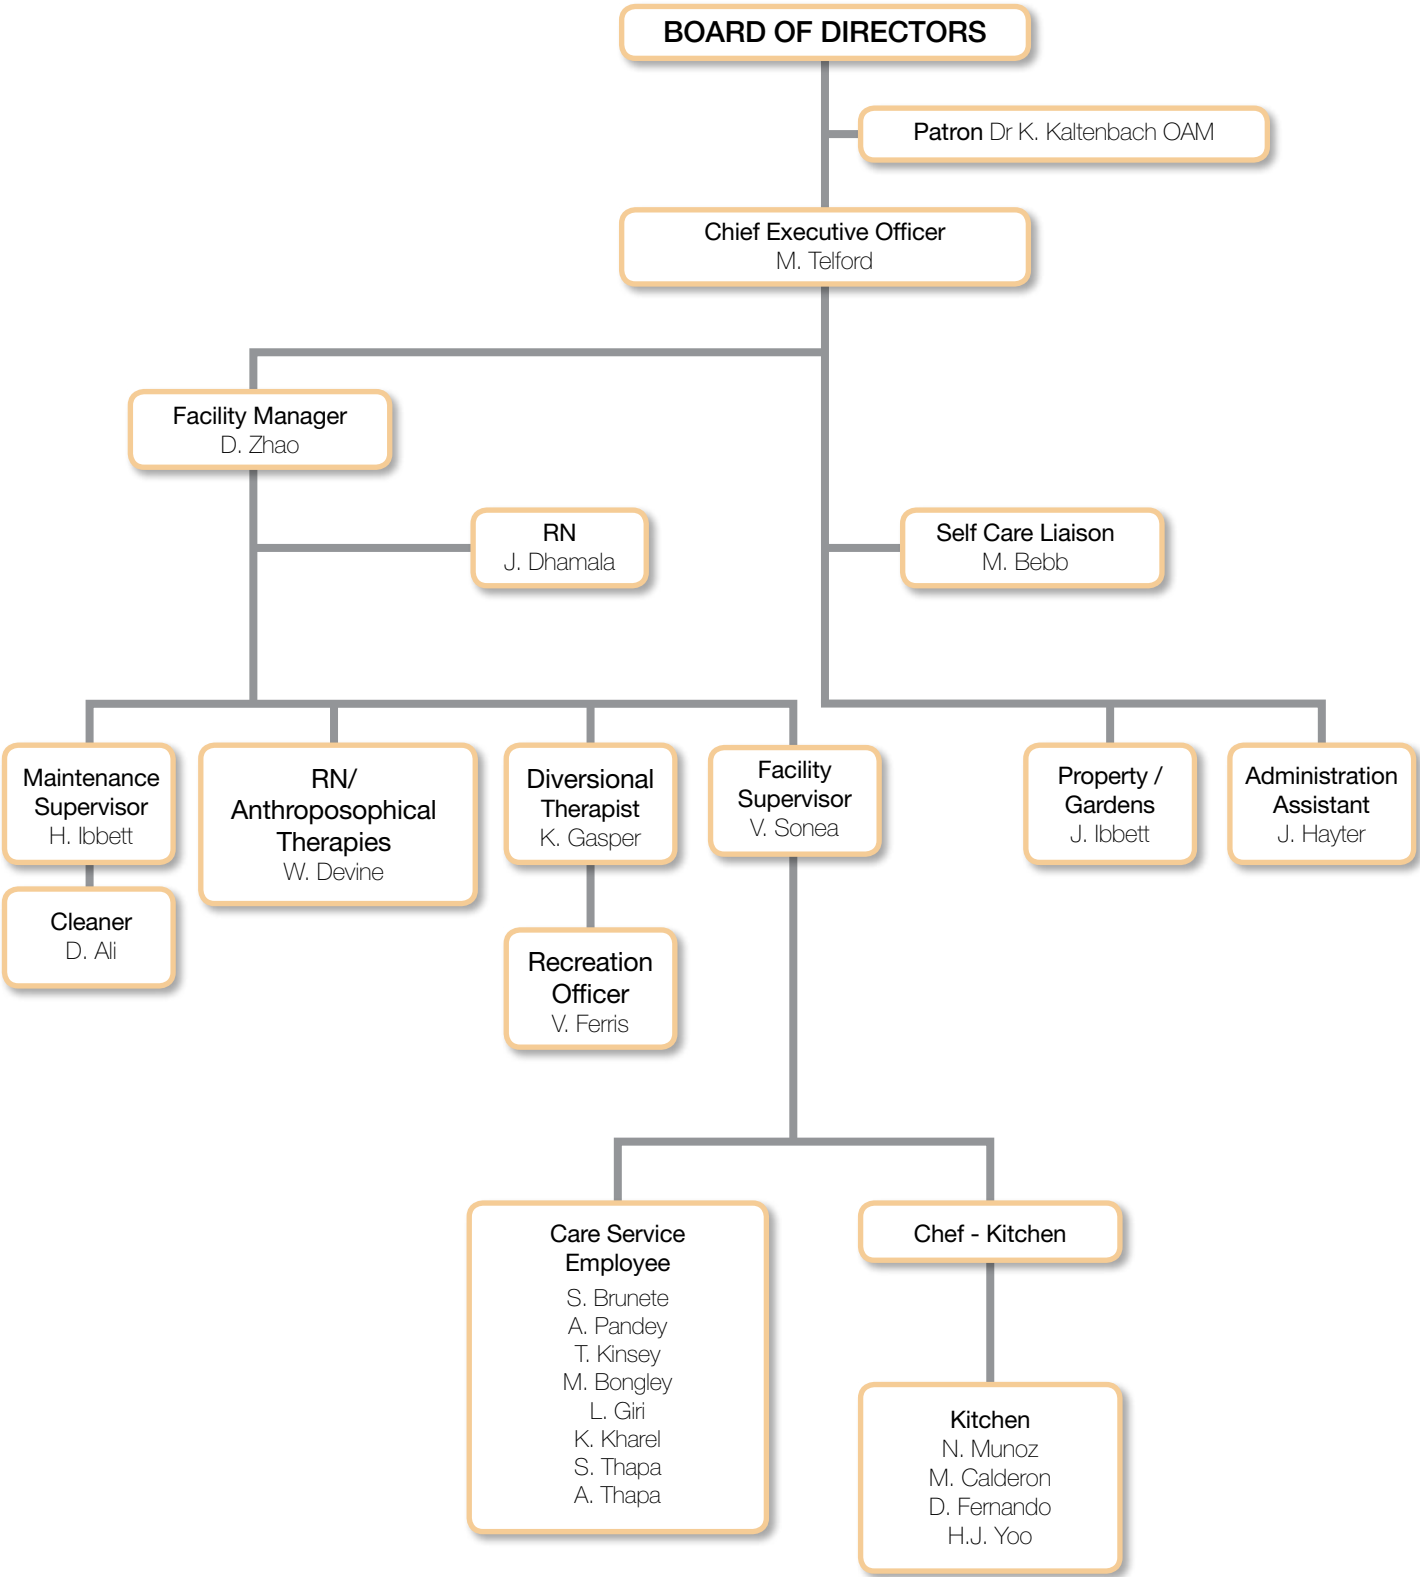 BOARD OF DIRECTORS
Patron Dr K. Kaltenbach OAM
Chief Executive Officer
M. Telford
Facility Manager
D. Zhao
RN
J. Dhamala
Self Care Liaison
M. Bebb
Maintenance
Supervisor
H. Ibbett
RN/
Anthroposophical
Therapies
W. Devine
Diversional
Therapist
K. Gasper
Facility
Supervisor
V. Sonea
Property /
Gardens
J. Ibbett
Administration
Assistant
J. Hayter
Cleaner
D. Ali
Recreation
Officer
V. Ferris
Care Service
Employee
S. Brunete
A. Pandey
T. Kinsey
M. Bongley
L. Giri
K. Kharel
S. Thapa
A. Thapa
Chef - Kitchen
Kitchen
N. Munoz
M. Calderon
D. Fernando
H.J. Yoo